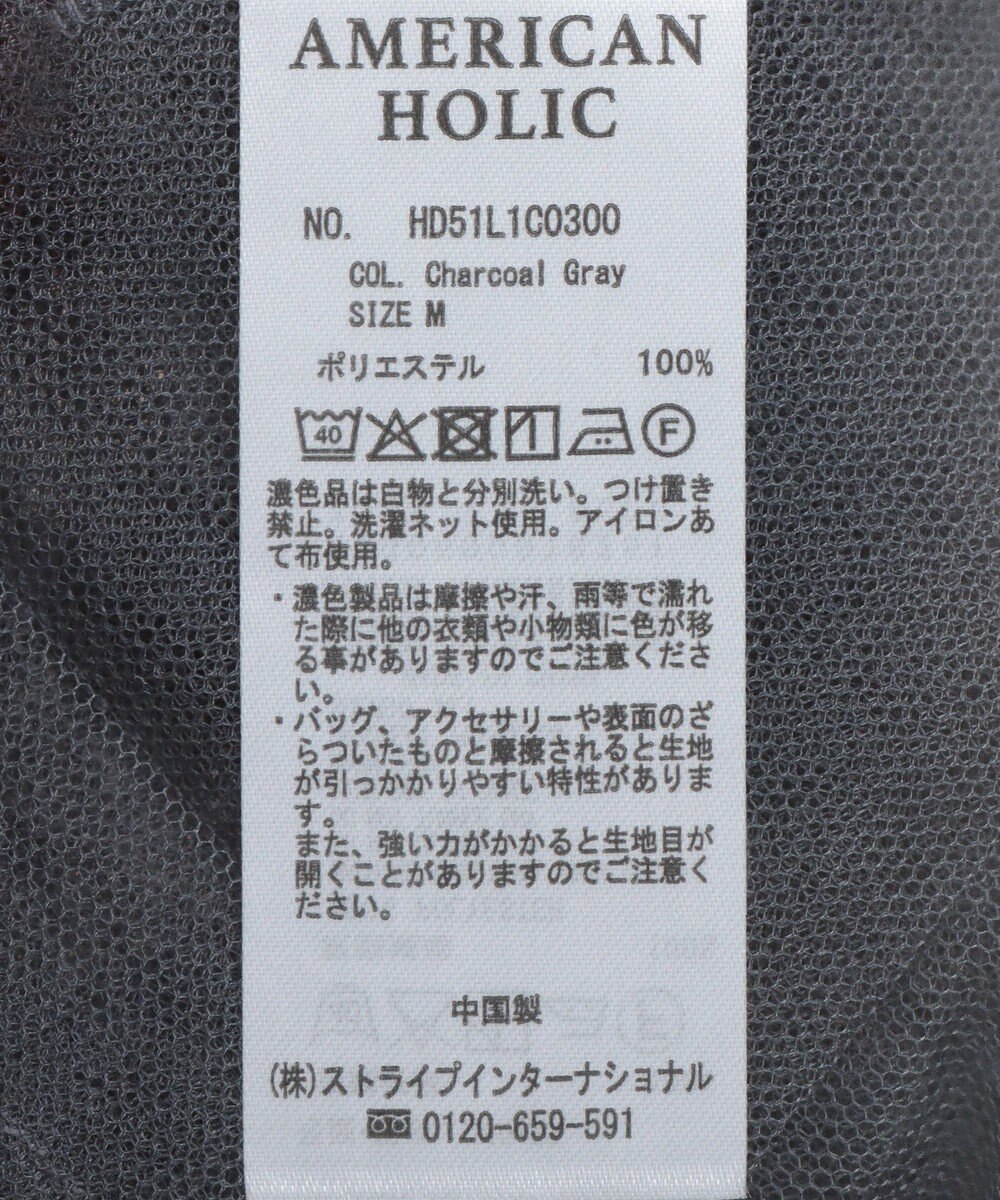 AMERICAN
HOLIC
NO. HD51L1C0300
COL. Charcoal Gray
SIZE M
ポリエステル 100%
40 F
濃色品は白物と分別洗い。つけ置き
禁止。洗濯ネット使用。アイロンあ
て布使用。
・濃色製品は摩擦や汗、雨等で濡れ
た際に他の衣類や小物類に色が移
る事がありますのでご注意くださ
い。
・バッグ、アクセサリーや表面のざ
らついたものと摩擦されると生地
が引っかかりやすい特性がありま
す。
また、強い力がかかると生地目が
開くことがありますのでご注意く
ださい。
中国製
(株)ストライプインターナショナル
0120-659-591